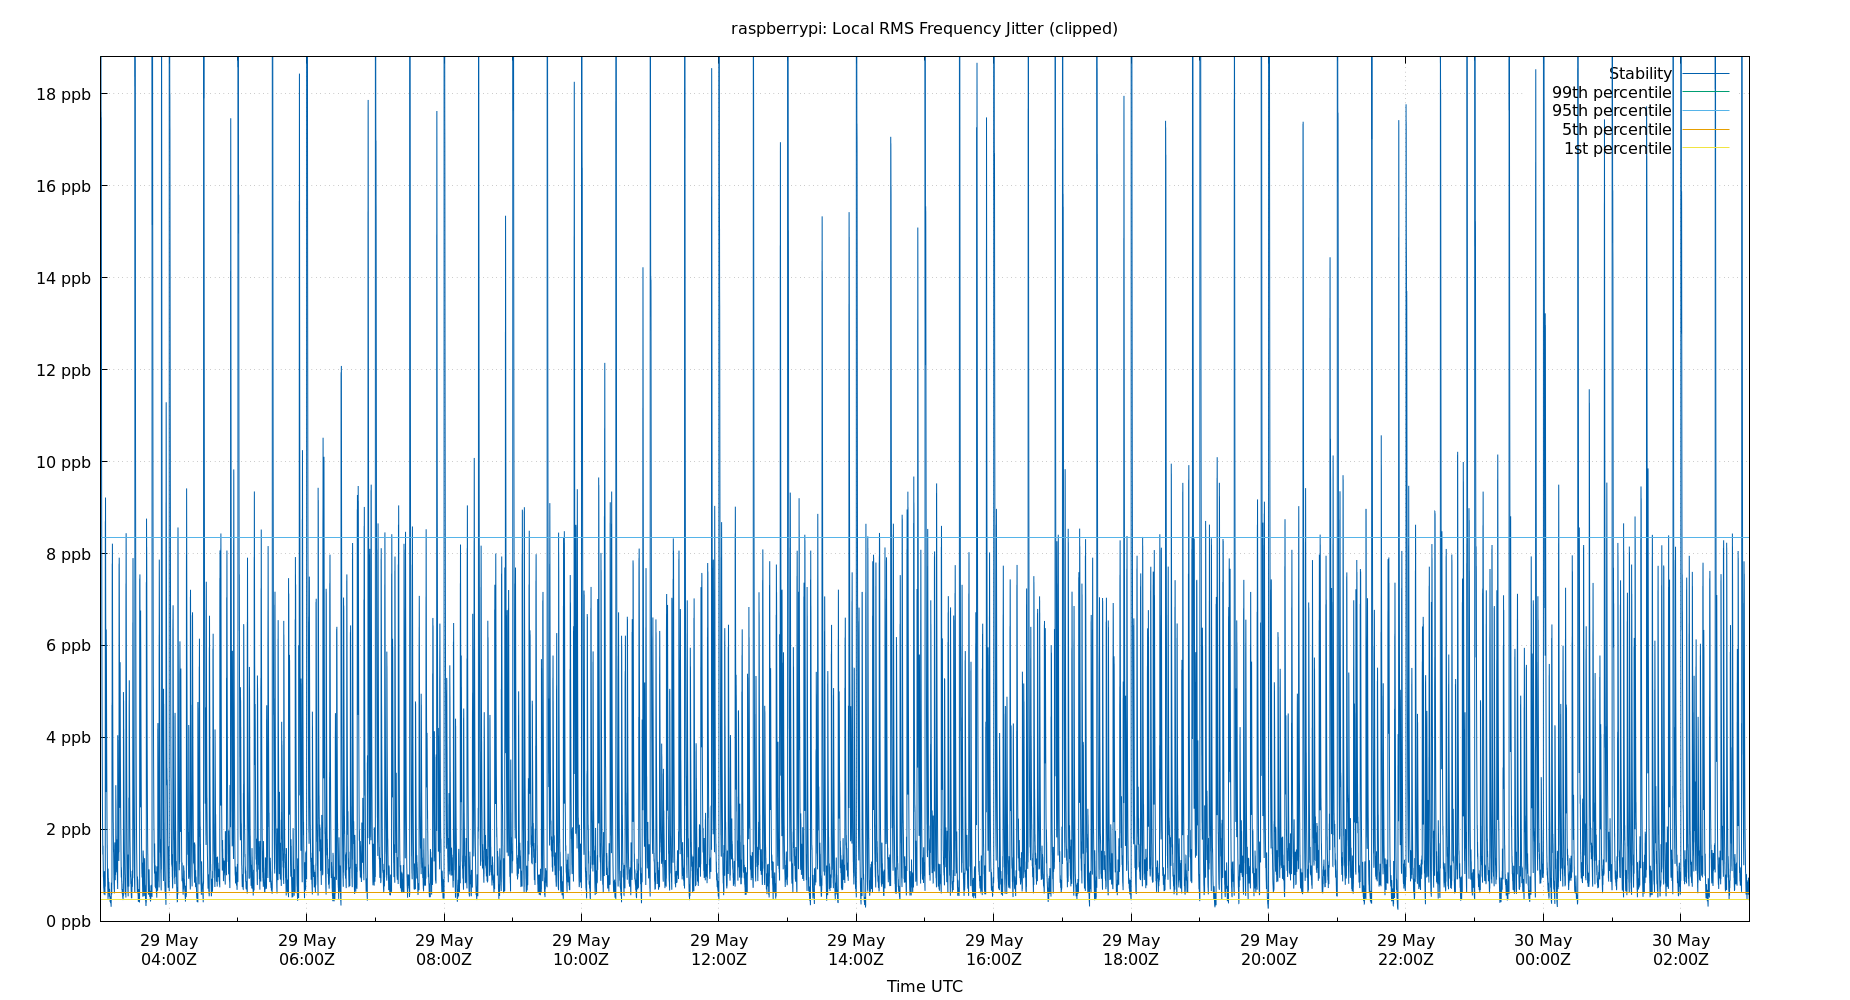 raspberrypi: Local RMS Frequency Jitter (clipped)
Stability
99th percentile
95th percentile
5th percentile
1st percentile
18 ppb
16 ppb
14 ppb
12 ppb
10 ppb
8 ppb
6 ppb
4 ppb
2 ppb
0 ppb
29 May 29 May 29 May 29 May 29 May 29 May 29 May 29 May 29 May 29 May 30 May 30 May
04:00Z 06:00Z 08:00Z 10:00Z 12:00Z 14:00Z 16:00Z 18:00Z 20:00Z 22:00Z 00:00Z 02:00Z
Time UTC